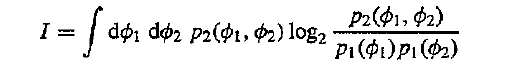 I = ∫ dϕ₁ dϕ₂ p₂(ϕ₁, ϕ₂) log₂ p₂(ϕ₁, ϕ₂) / p₁(ϕ₁)p₁(ϕ₂)